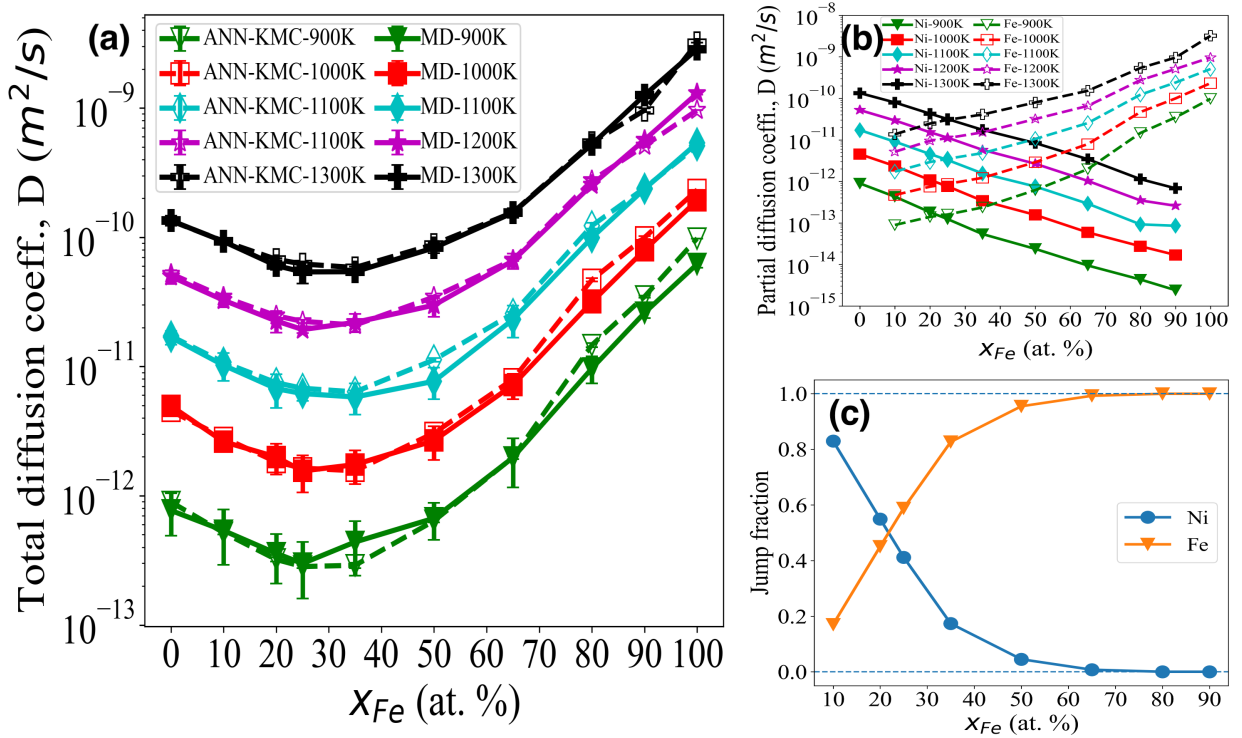 (a)
ANN-KMC-900K
ANN-KMC-1000K
ANN-KMC-1100K
ANN-KMC-1100K
ANN-KMC-1300K
MD-900K
MD-1000K
MD-1100K
MD-1200K
MD-1300K
Total diffusion coeff., D (m²/s)
10⁻⁹
10⁻¹⁰
10⁻¹¹
10⁻¹²
10⁻¹³
0 10 20 30 40 50 60 70 80 90 100
x_Fe (at. %)
(b)
Ni-900K
Ni-1000K
Ni-1100K
Ni-1200K
Ni-1300K
Fe-900K
Fe-1000K
Fe-1100K
Fe-1200K
Fe-1300K
Partial diffusion coeff., D (m²/s)
10⁻⁸
10⁻⁹
10⁻¹⁰
10⁻¹¹
10⁻¹²
10⁻¹³
10⁻¹⁴
10⁻¹⁵
0 10 20 30 40 50 60 70 80 90 100
x_Fe (at. %)
(c)
Ni
Fe
Jump fraction
1.0
0.8
0.6
0.4
0.2
0.0
10 20 30 40 50 60 70 80 90
x_Fe (at. %)